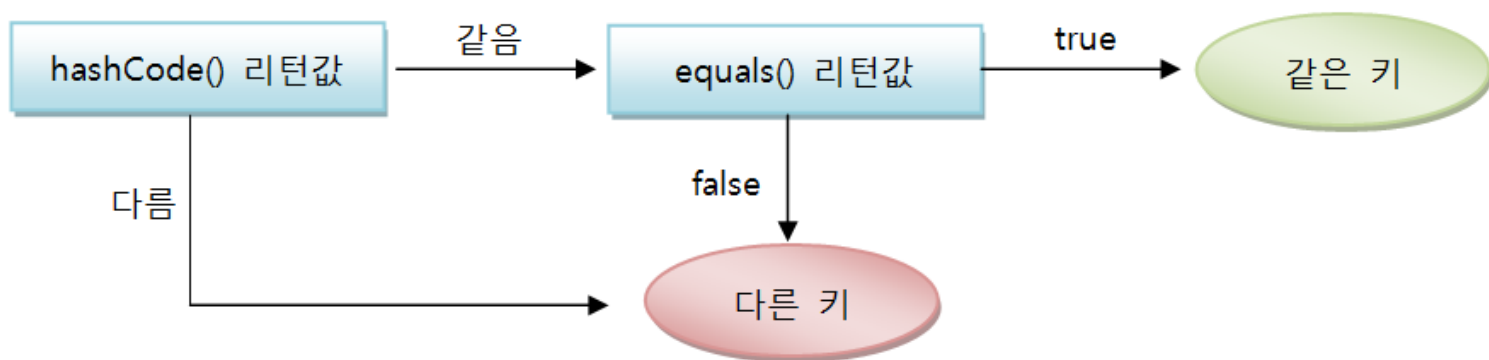 hashCode() 리턴값
같음
equals() 리턴값
true
같은 키
다름
false
다른 키